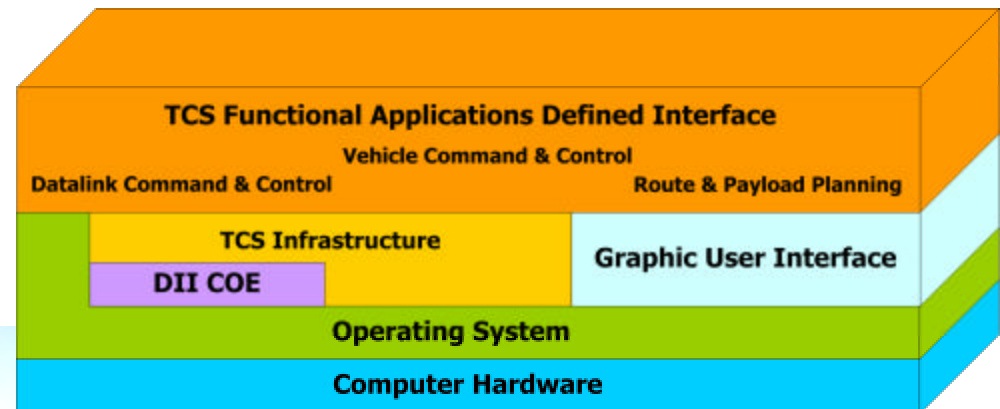 TCS Functional Applications Defined Interface
Vehicle Command & Control
Datalink Command & Control
Route & Payload Planning
TCS Infrastructure
Graphic User Interface
DII COE
Operating System
Computer Hardware